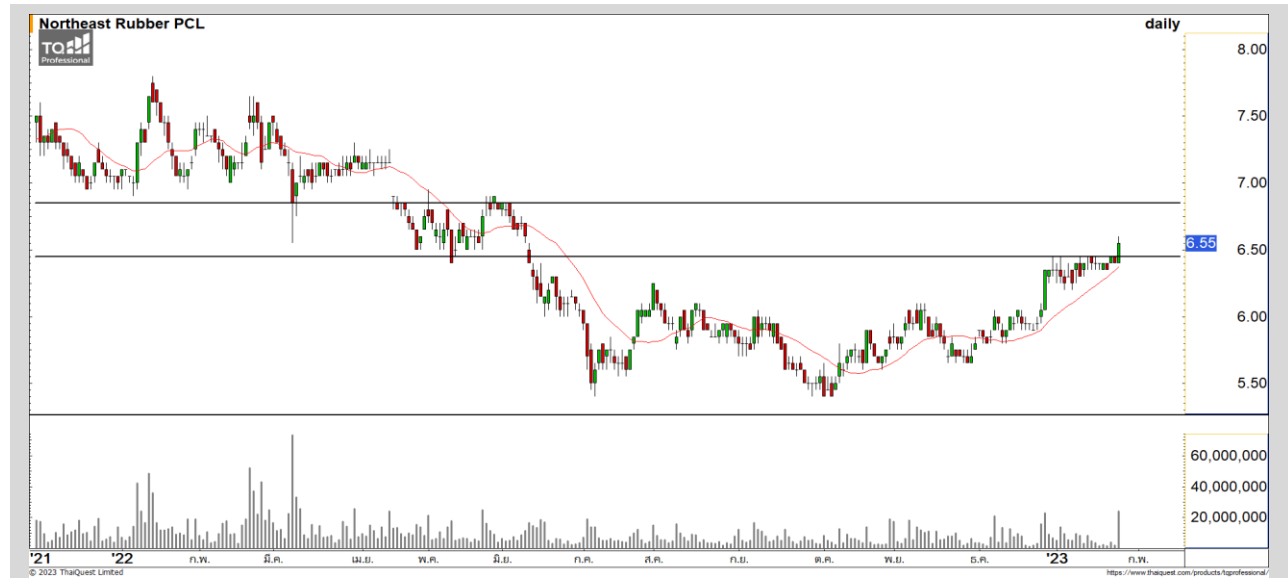 Northeast Rubber PCL daily
TQ
Professional
8.00
7.50
7.00
6.55
6.50
6.00
5.50
60,000,000
40,000,000
20,000,000
'21 '22 ก.พ. มี.ค. เม.ย. พ.ค. มิ.ย. ก.ค. ส.ค. ก.ย. ต.ค. พ.ย. ธ.ค. '23 ก.พ.
© 2023 ThaiQuest Limited https://www.thaiquest.com/products/tqprofessional/